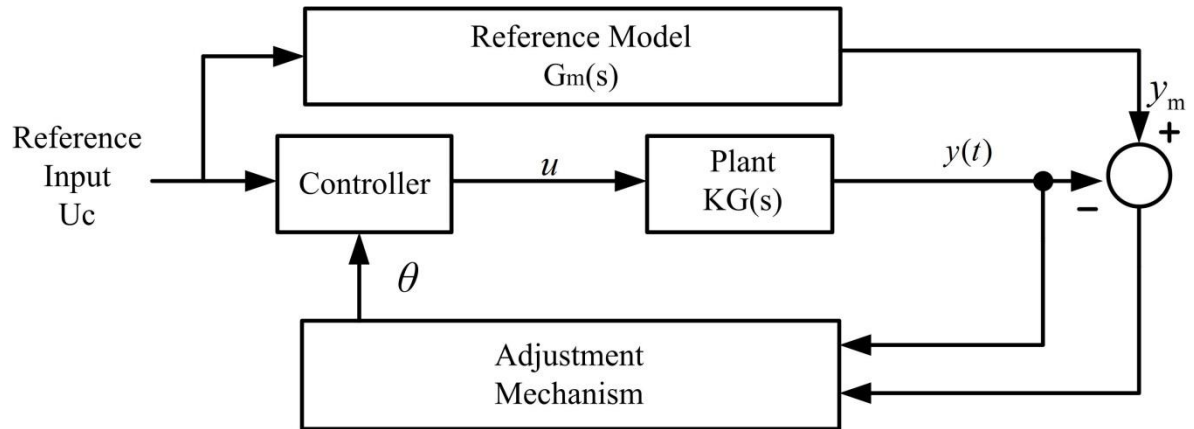 Reference Model
Gm(s)
ym
+
Reference
Input
Uc
Controller
u
Plant
KG(s)
y(t)
−
θ
Adjustment
Mechanism